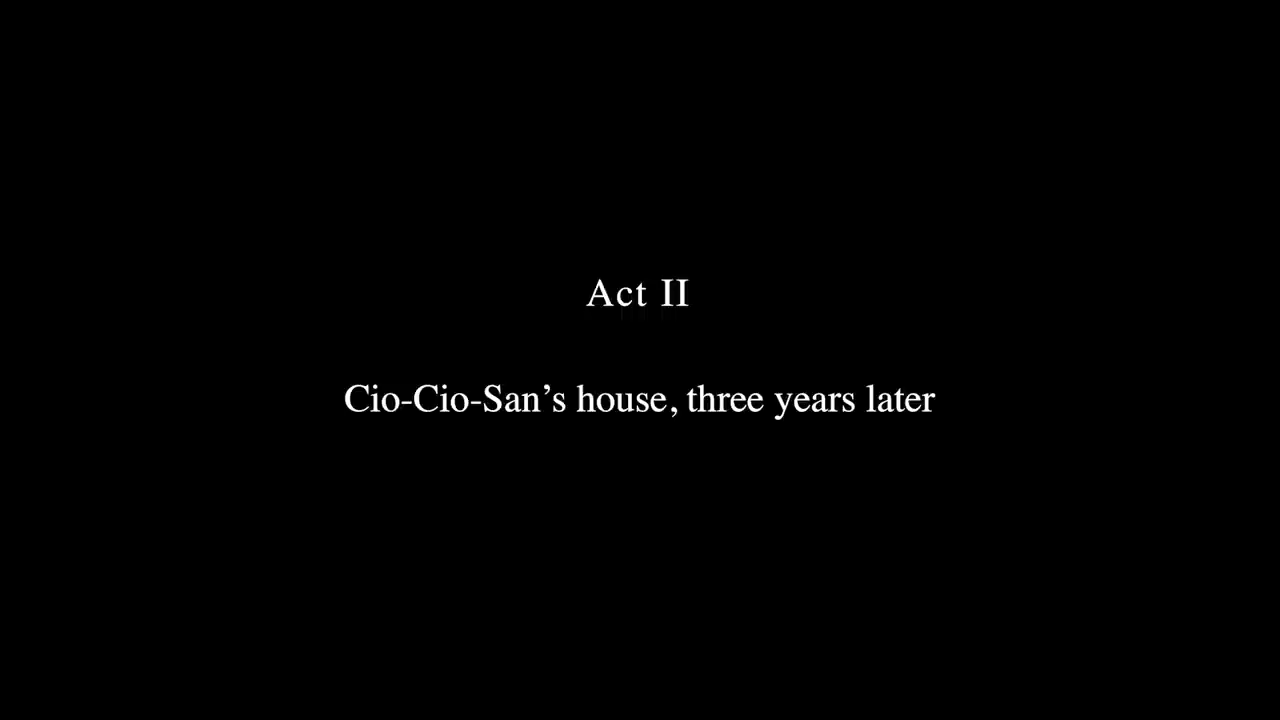 Act II
Cio-Cio-San’s house, three years later